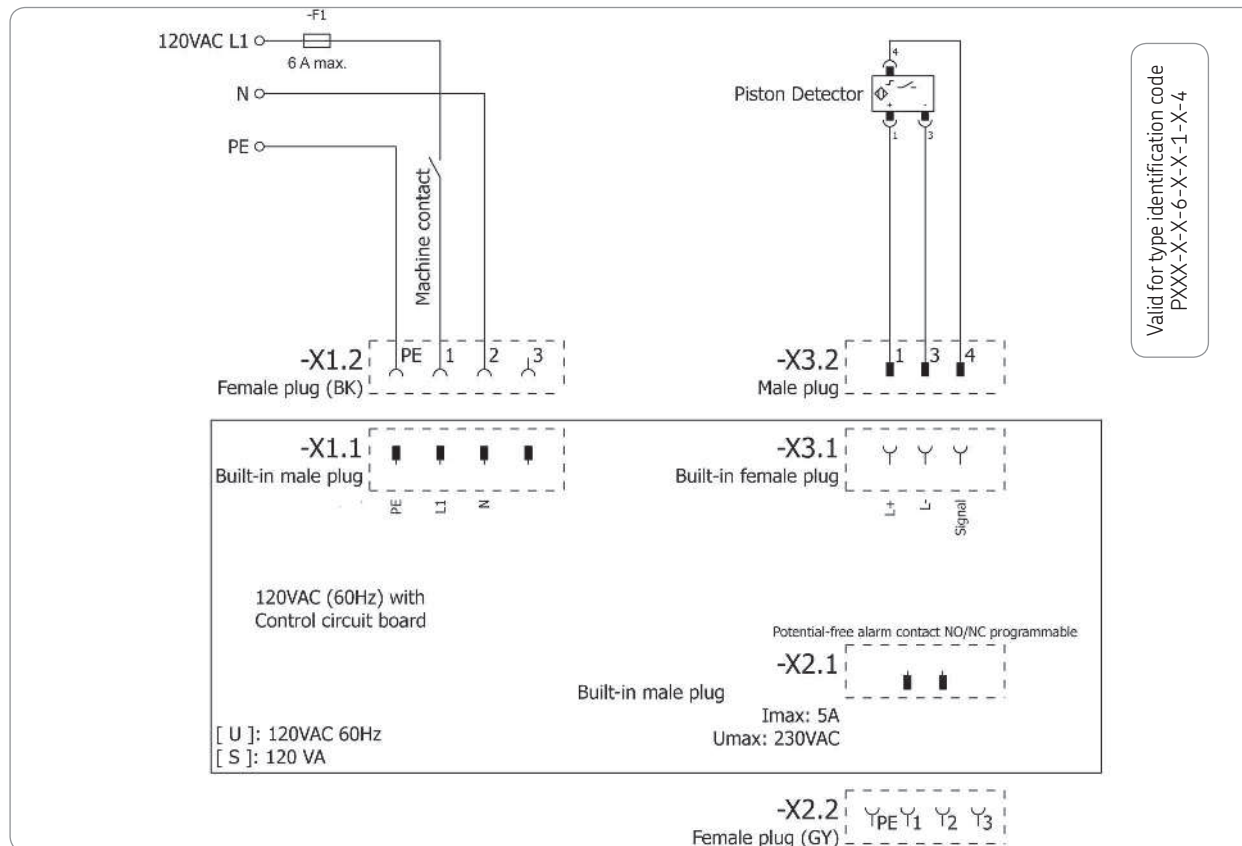 -F1
120VAC L1
6 A max.
N
PE
Machine contact
-X1.2
PE 1 2 3
Female plug (BK)
Piston Detector
4
+ -
1 3
-X3.2
1 3 4
Male plug
Valid for type identification code
PXXX-X-X-6-X-X-1-X-4
-X1.1
Built-in male plug
PE L1 N
-X3.1
Built-in female plug
L+ L- Signal
120VAC (60Hz) with
Control circuit board
Potential-free alarm contact NO/NC programmable
-X2.1
Built-in male plug
Imax: 5A
Umax: 230VAC
[ U ]: 120VAC 60Hz
[ S ]: 120 VA
-X2.2
PE 1 2 3
Female plug (GY)